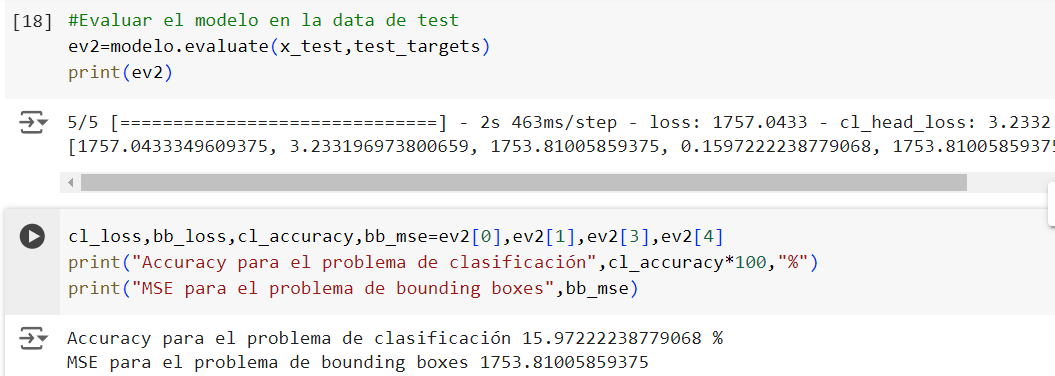 [18] #Evaluar el modelo en la data de test
ev2=modelo.evaluate(x_test,test_targets)
print(ev2)
5/5 [==============================] - 2s 463ms/step - loss: 1757.0433 - cl_head_loss: 3.2332
[1757.0433349609375, 3.233196973800659, 1753.81005859375, 0.1597222238779068, 1753.81005859375
cl_loss,bb_loss,cl_accuracy,bb_mse=ev2[0],ev2[1],ev2[3],ev2[4]
print("Accuracy para el problema de clasificación",cl_accuracy*100,"%")
print("MSE para el problema de bounding boxes",bb_mse)
Accuracy para el problema de clasificación 15.97222238779068 %
MSE para el problema de bounding boxes 1753.81005859375